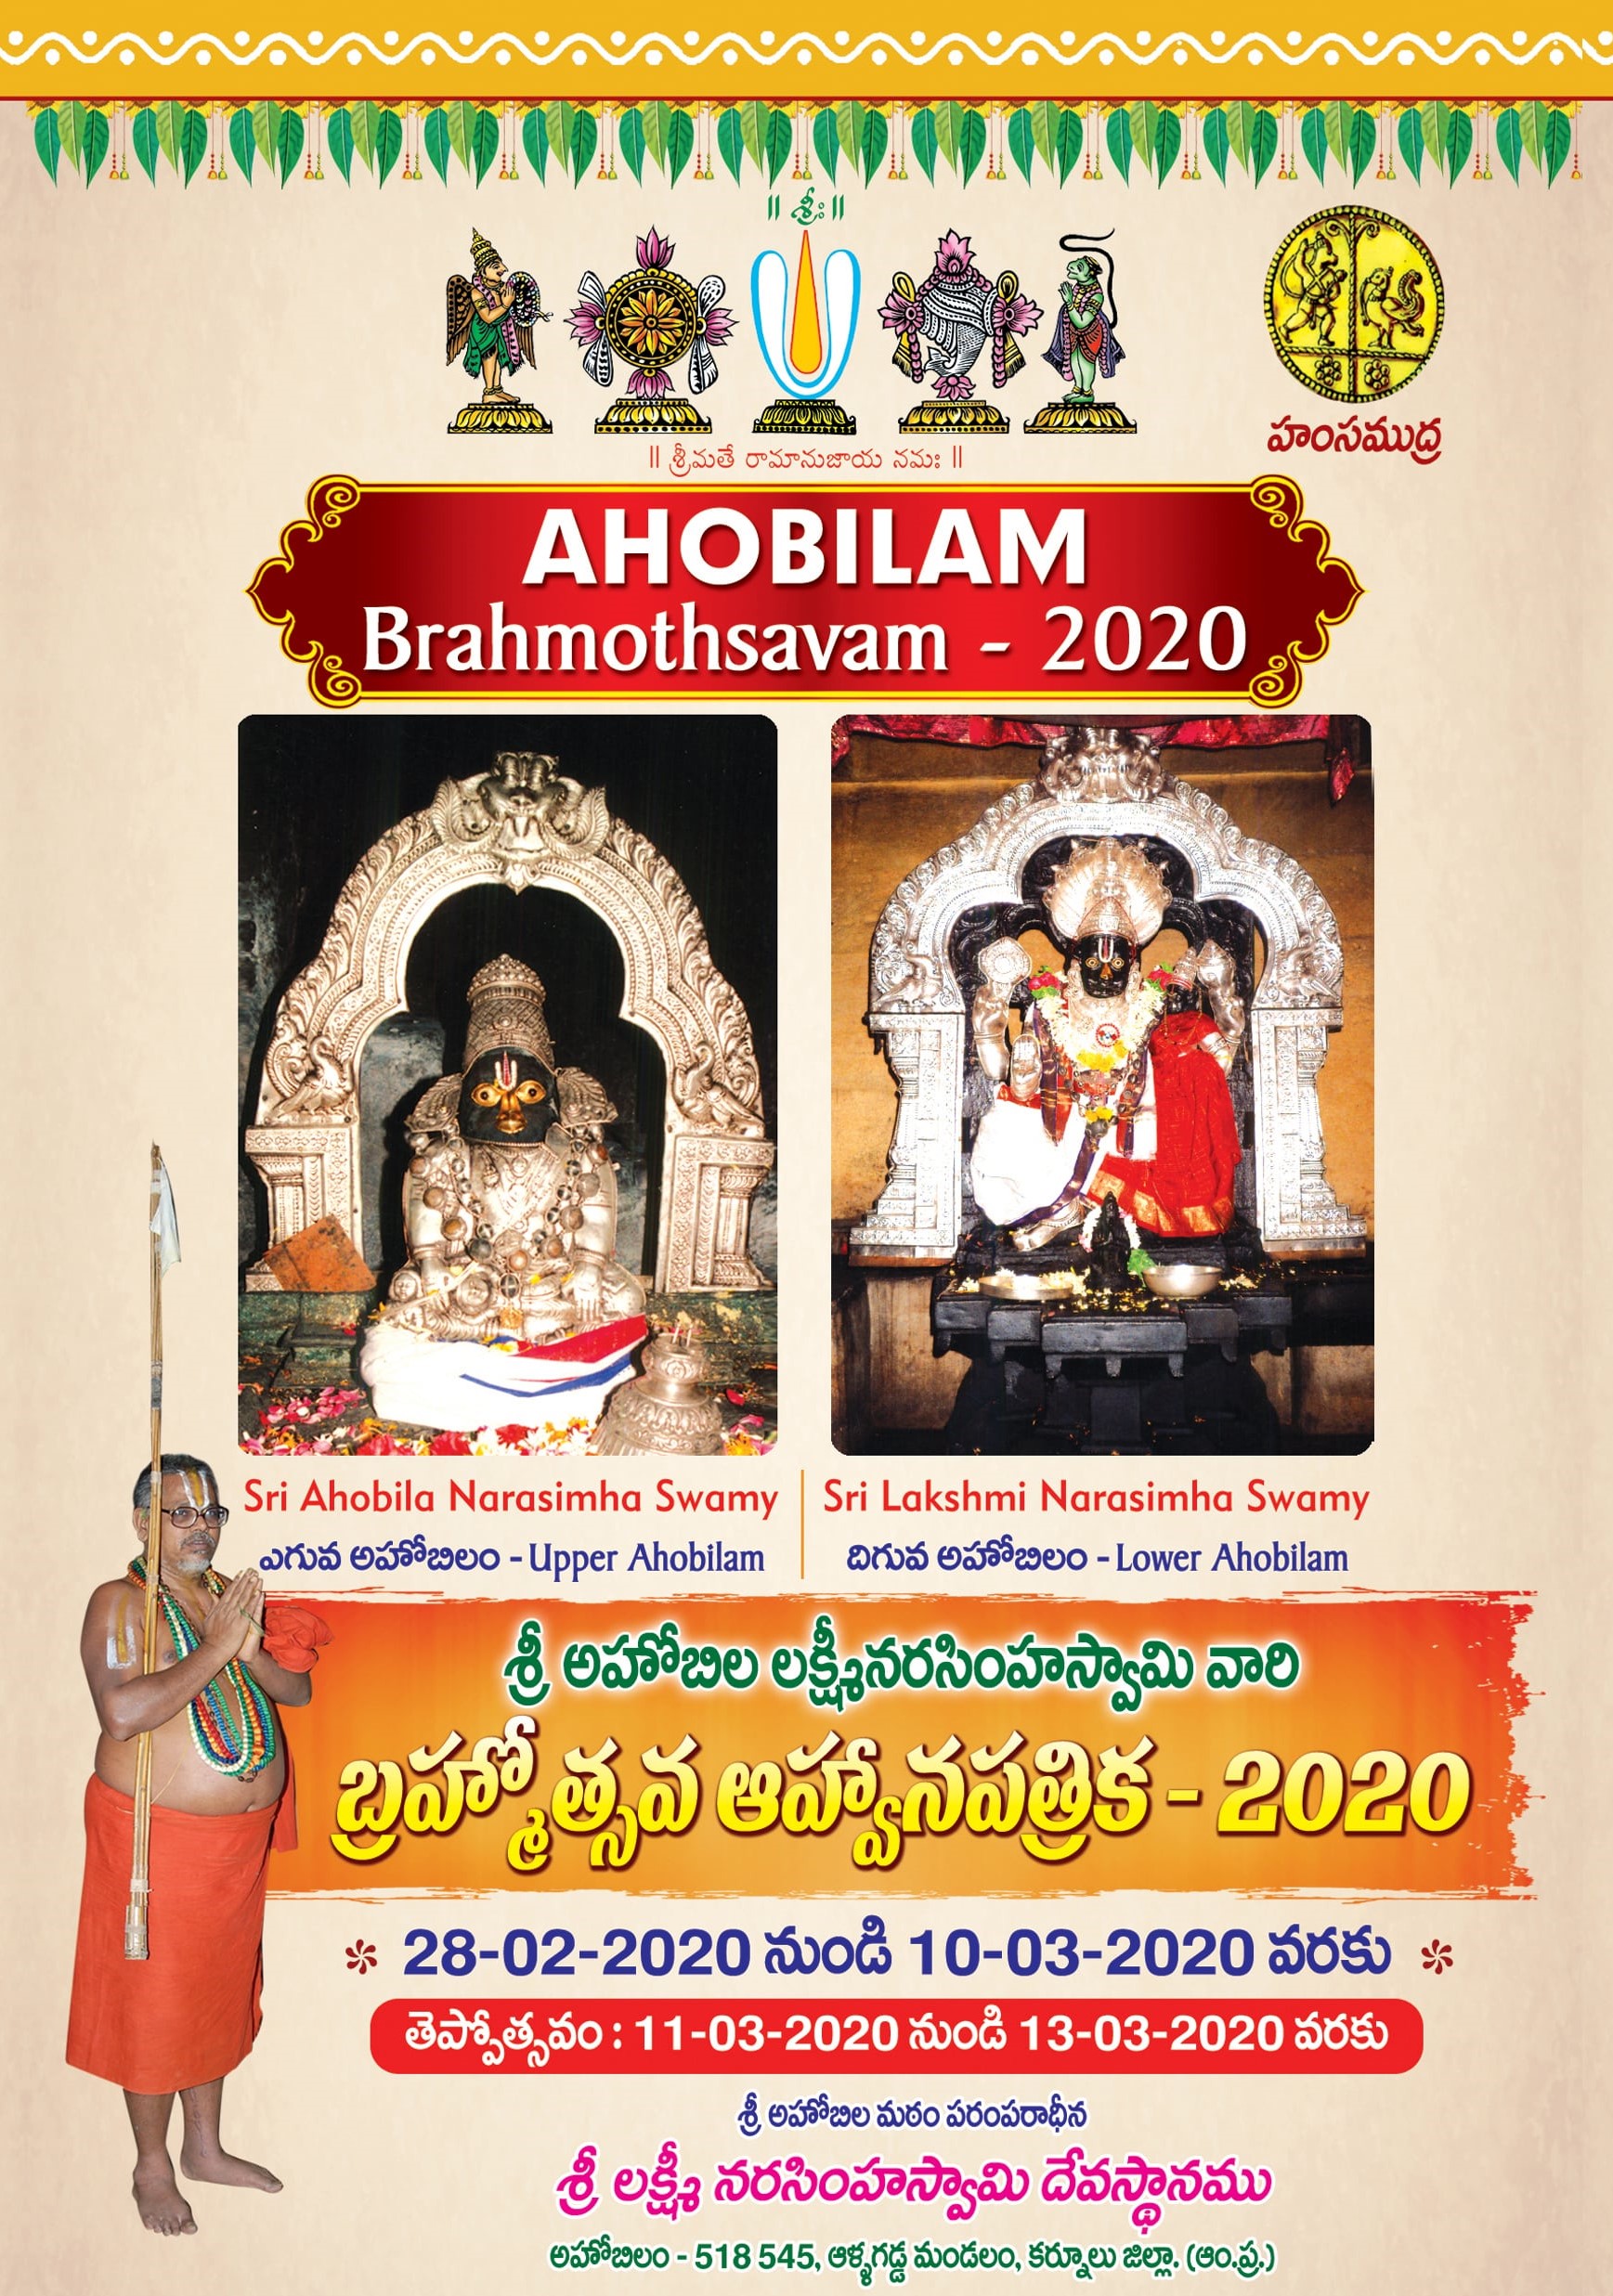 ॥ శ్రీః ॥
హంసముద్ర
॥ శ్రీమతే రామానుజాయ నమః ॥
AHOBILAM
Brahmothsavam - 2020
Sri Ahobila Narasimha Swamy
ఎగువ అహోబిలం - Upper Ahobilam
Sri Lakshmi Narasimha Swamy
దిగువ అహోబిలం - Lower Ahobilam
శ్రీ అహోబిల లక్ష్మీనరసింహస్వామి వారి
బ్రహ్మోత్సవ ఆహ్వానపత్రిక - 2020
28-02-2020 నుండి 10-03-2020 వరకు
తెప్పోత్సవం : 11-03-2020 నుండి 13-03-2020 వరకు
శ్రీ అహోబిల మఠం పరంపరాధీన
శ్రీ లక్ష్మీ నరసింహస్వామి దేవస్థానము
అహోబిలం - 518 545, ఆళ్ళగడ్డ మండలం, కర్నూలు జిల్లా. (ఆం.ప్ర.)